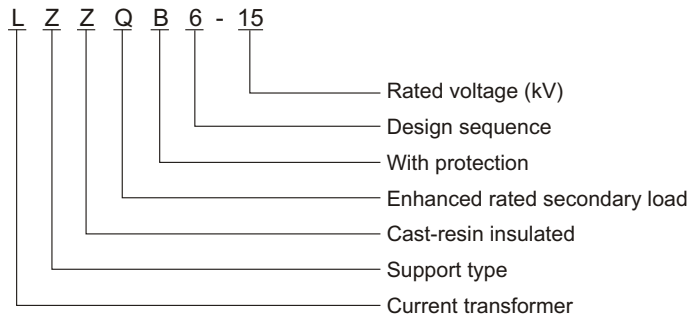 L Z Z Q B 6 - 15
Rated voltage (kV)
Design sequence
With protection
Enhanced rated secondary load
Cast-resin insulated
Support type
Current transformer